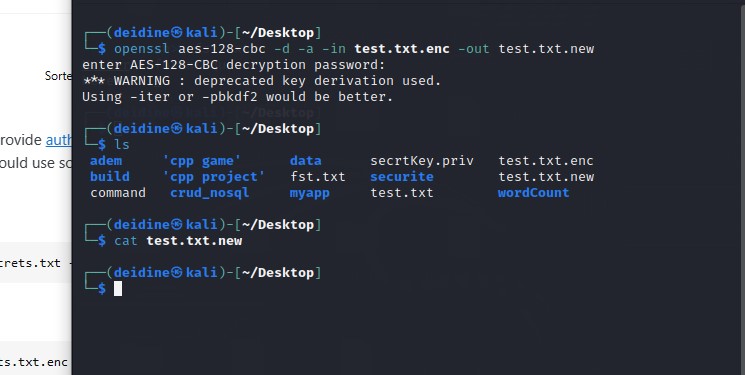 ┌──(deidine㉿kali)-[~/Desktop]
└─$ openssl aes-128-cbc -d -a -in test.txt.enc -out test.txt.new
enter AES-128-CBC decryption password:
*** WARNING : deprecated key derivation used.
Using -iter or -pbkdf2 would be better.
┌──(deidine㉿kali)-[~/Desktop]
└─$ ls
adem 'cpp game' data secrtKey.priv test.txt.enc
build 'cpp project' fst.txt securite test.txt.new
command crud_nosql myapp test.txt wordCount
┌──(deidine㉿kali)-[~/Desktop]
└─$ cat test.txt.new
┌──(deidine㉿kali)-[~/Desktop]
└─$
Sorte
rovide auth
ould use sc
crets.txt -
ts.txt.enc